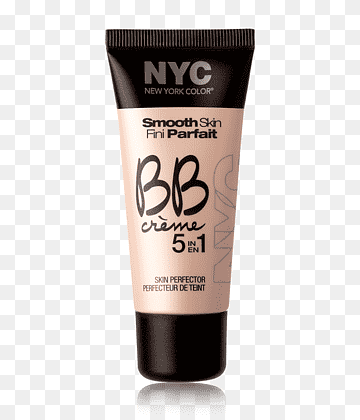 NYC
NEW YORK COLOR®
Smooth Skin
Fini Parfait
BB
crème
5 IN EN 1
NYC
SKIN PERFECTOR
PERFECTEUR DE TEINT